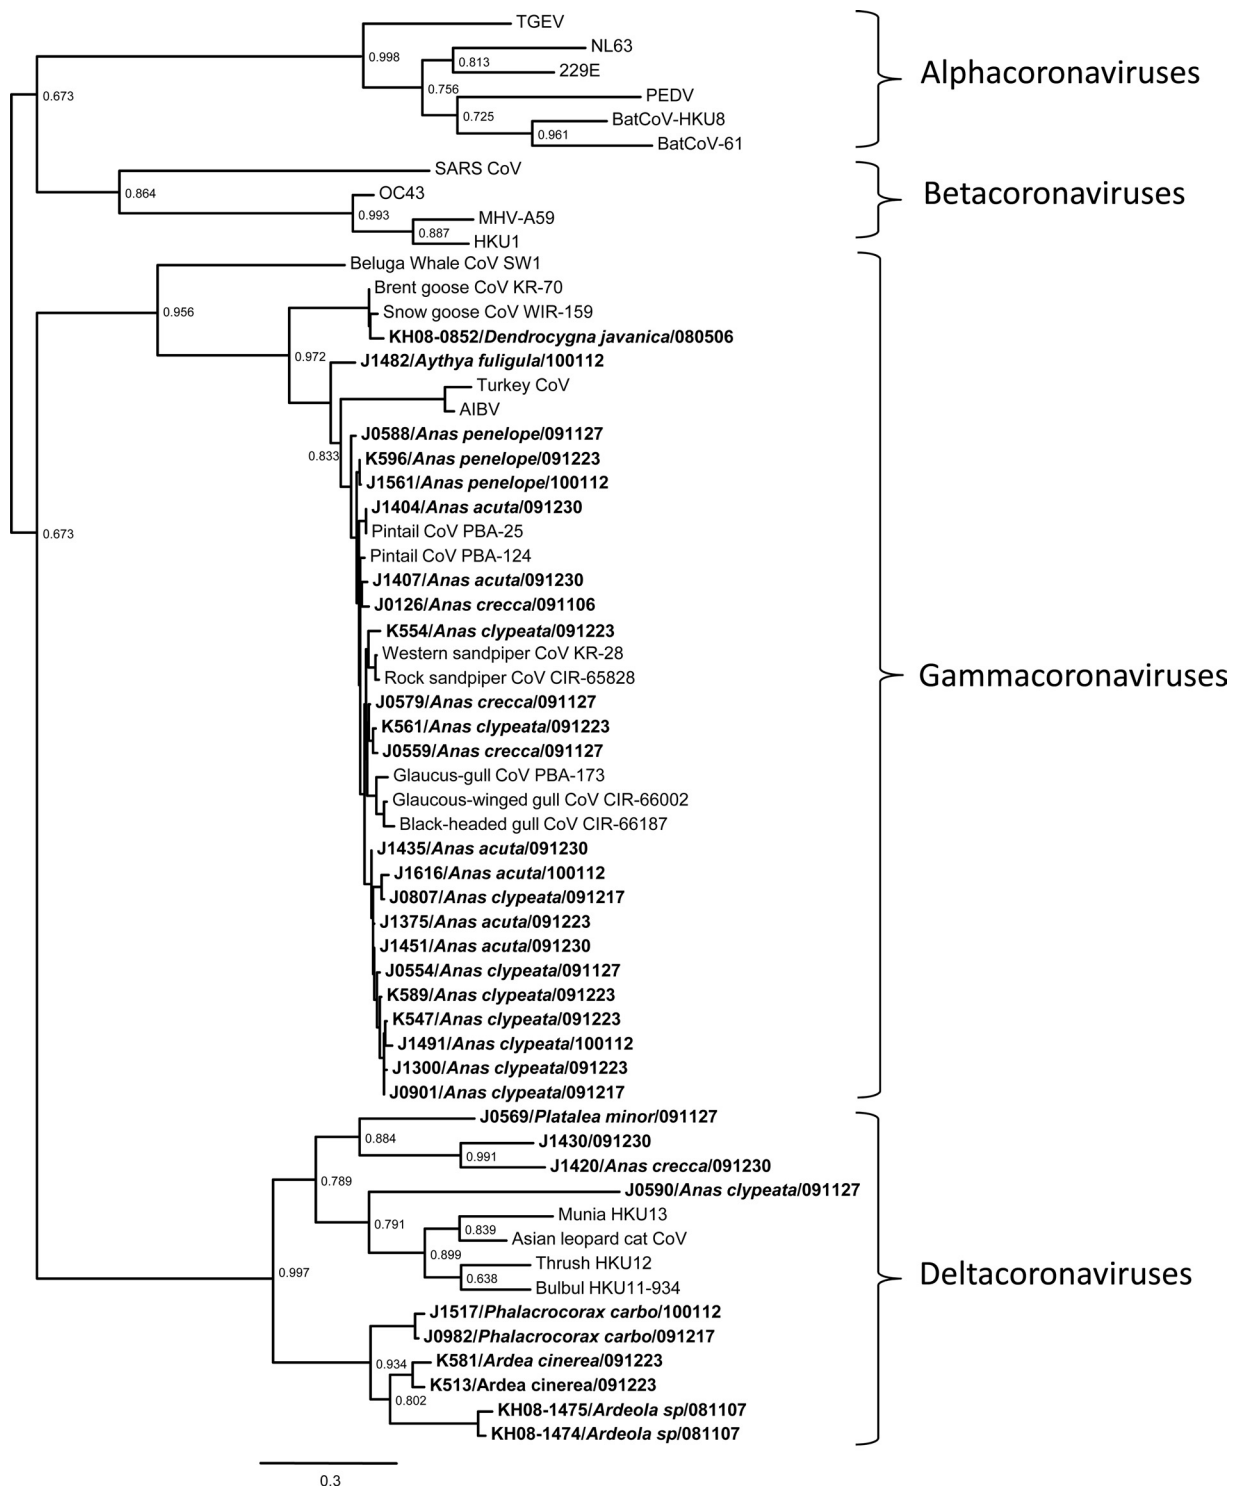 TGEV
0.998
NL63
0.813
229E
0.756
Alphacoronaviruses
PEDV
0.673
0.725
BatCoV-HKU8
0.961
BatCoV-61
SARS CoV
0.864
OC43
Betacoronaviruses
0.993
MHV-A59
0.887
HKU1
Beluga Whale CoV SW1
0.956
Brent goose CoV KR-70
Snow goose CoV WIR-159
KH08-0852/Dendrocygna javanica/080506
0.972
J1482/Aythya fuligula/100112
Turkey CoV
AIBV
J0588/Anas penelope/091127
0.833
K596/Anas penelope/091223
J1561/Anas penelope/100112
J1404/Anas acuta/091230
0.673
Pintail CoV PBA-25
Pintail CoV PBA-124
J1407/Anas acuta/091230
J0126/Anas crecca/091106
K554/Anas clypeata/091223
Western sandpiper CoV KR-28
Rock sandpiper CoV CIR-65828
Gammacoronaviruses
J0579/Anas crecca/091127
K561/Anas clypeata/091223
J0559/Anas crecca/091127
Glaucus-gull CoV PBA-173
Glaucous-winged gull CoV CIR-66002
Black-headed gull CoV CIR-66187
J1435/Anas acuta/091230
J1616/Anas acuta/100112
J0807/Anas clypeata/091217
J1375/Anas acuta/091223
J1451/Anas acuta/091230
J0554/Anas clypeata/091127
K589/Anas clypeata/091223
K547/Anas clypeata/091223
J1491/Anas clypeata/100112
J1300/Anas clypeata/091223
J0901/Anas clypeata/091217
J0569/Platalea minor/091127
0.884
J1430/091230
0.991
J1420/Anas crecca/091230
0.789
J0590/Anas clypeata/091127
0.791
Munia HKU13
0.839
Asian leopard cat CoV
0.899
Thrush HKU12
0.997
0.638
Deltacoronaviruses
Bulbul HKU11-934
J1517/Phalacrocorax carbo/100112
J0982/Phalacrocorax carbo/091217
0.934
K581/Ardea cinerea/091223
K513/Ardea cinerea/091223
0.802
KH08-1475/Ardeola sp/081107
KH08-1474/Ardeola sp/081107
0.3